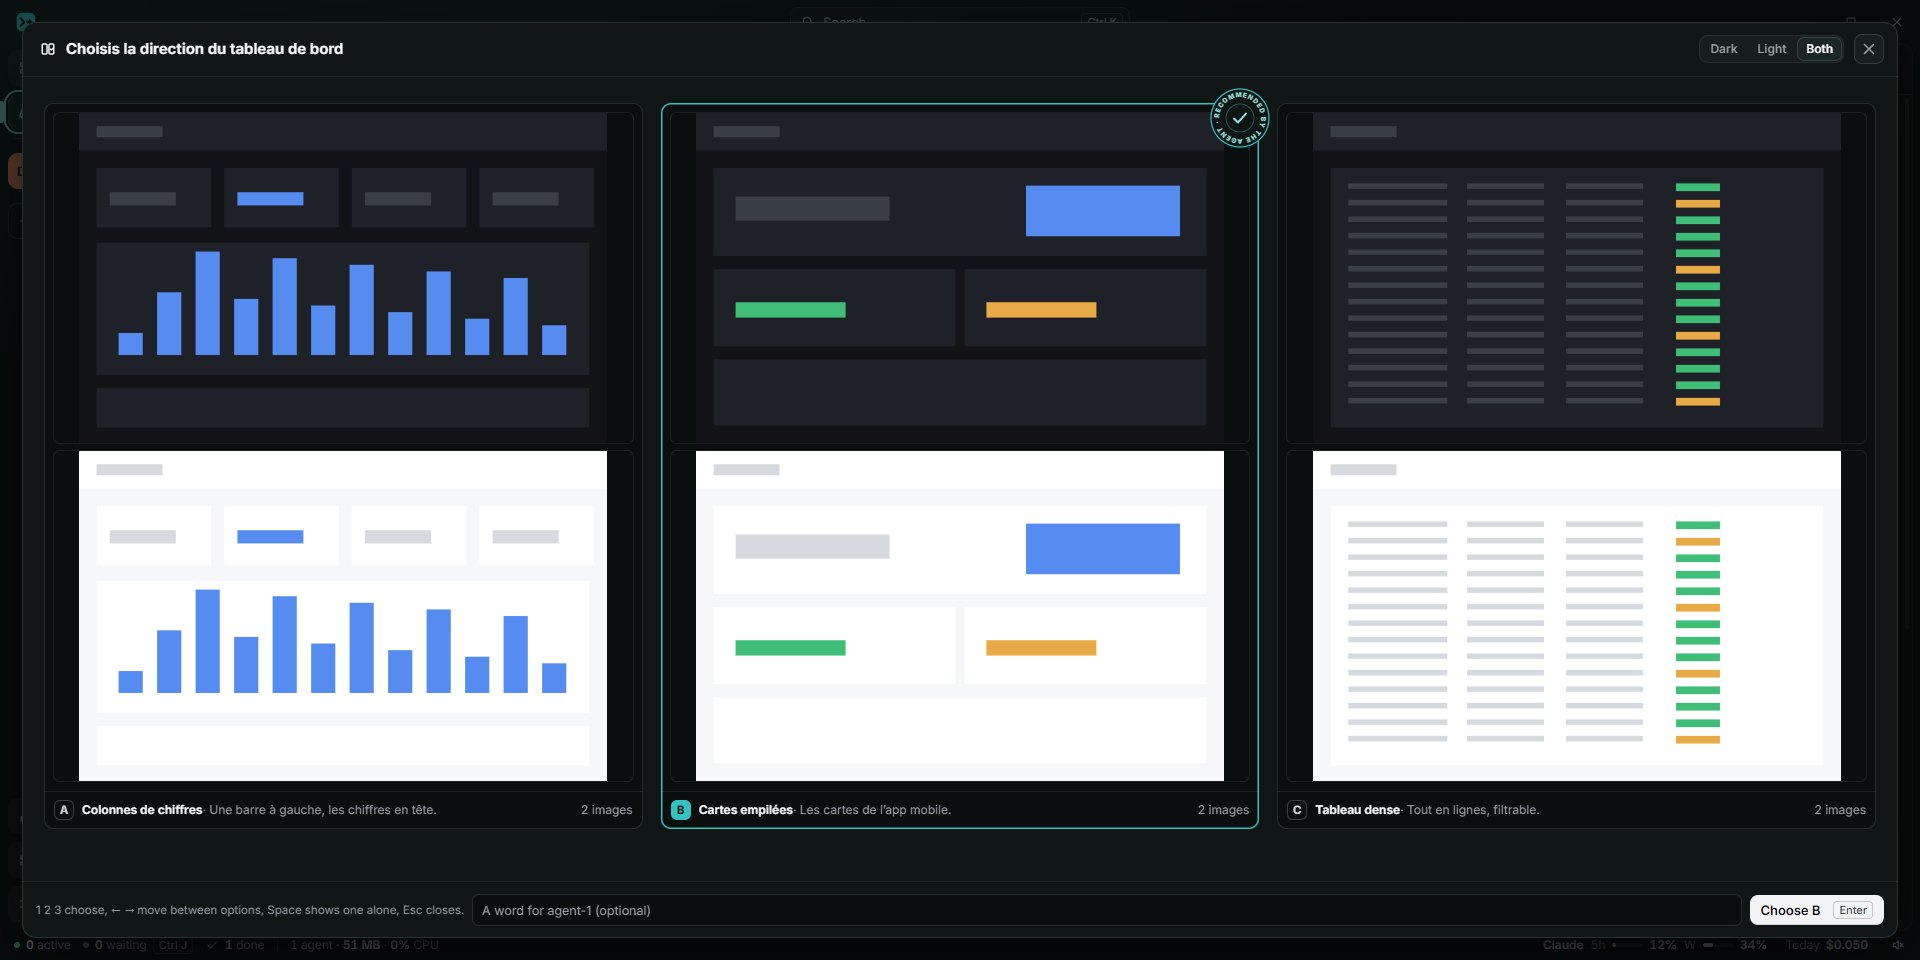 Search Ctrl K
Choisis la direction du tableau de bord
Dark Light Both
RECOMMENDED BY THE AGENT
A Colonnes de chiffres · Une barre à gauche, les chiffres en tête. 2 images
B Cartes empilées · Les cartes de l'app mobile. 2 images
C Tableau dense · Tout en lignes, filtrable. 2 images
1 2 3 choose, ← → move between options, Space shows one alone, Esc closes.
A word for agent-1 (optional)
Choose B Enter
0 active 0 waiting Ctrl J 1 done 1 agent · 51 MB · 0% CPU
Claude 5h 12% W 34% Today $0.050